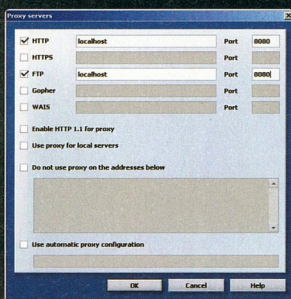 Proxy servers
HTTP localhost Port 8080
HTTPS Port
FTP localhost Port 8080
Gopher Port
WAIS Port
Enable HTTP 1.1 for proxy
Use proxy for local servers
Do not use proxy on the addresses below
Use automatic proxy configuration
OK Cancel Help